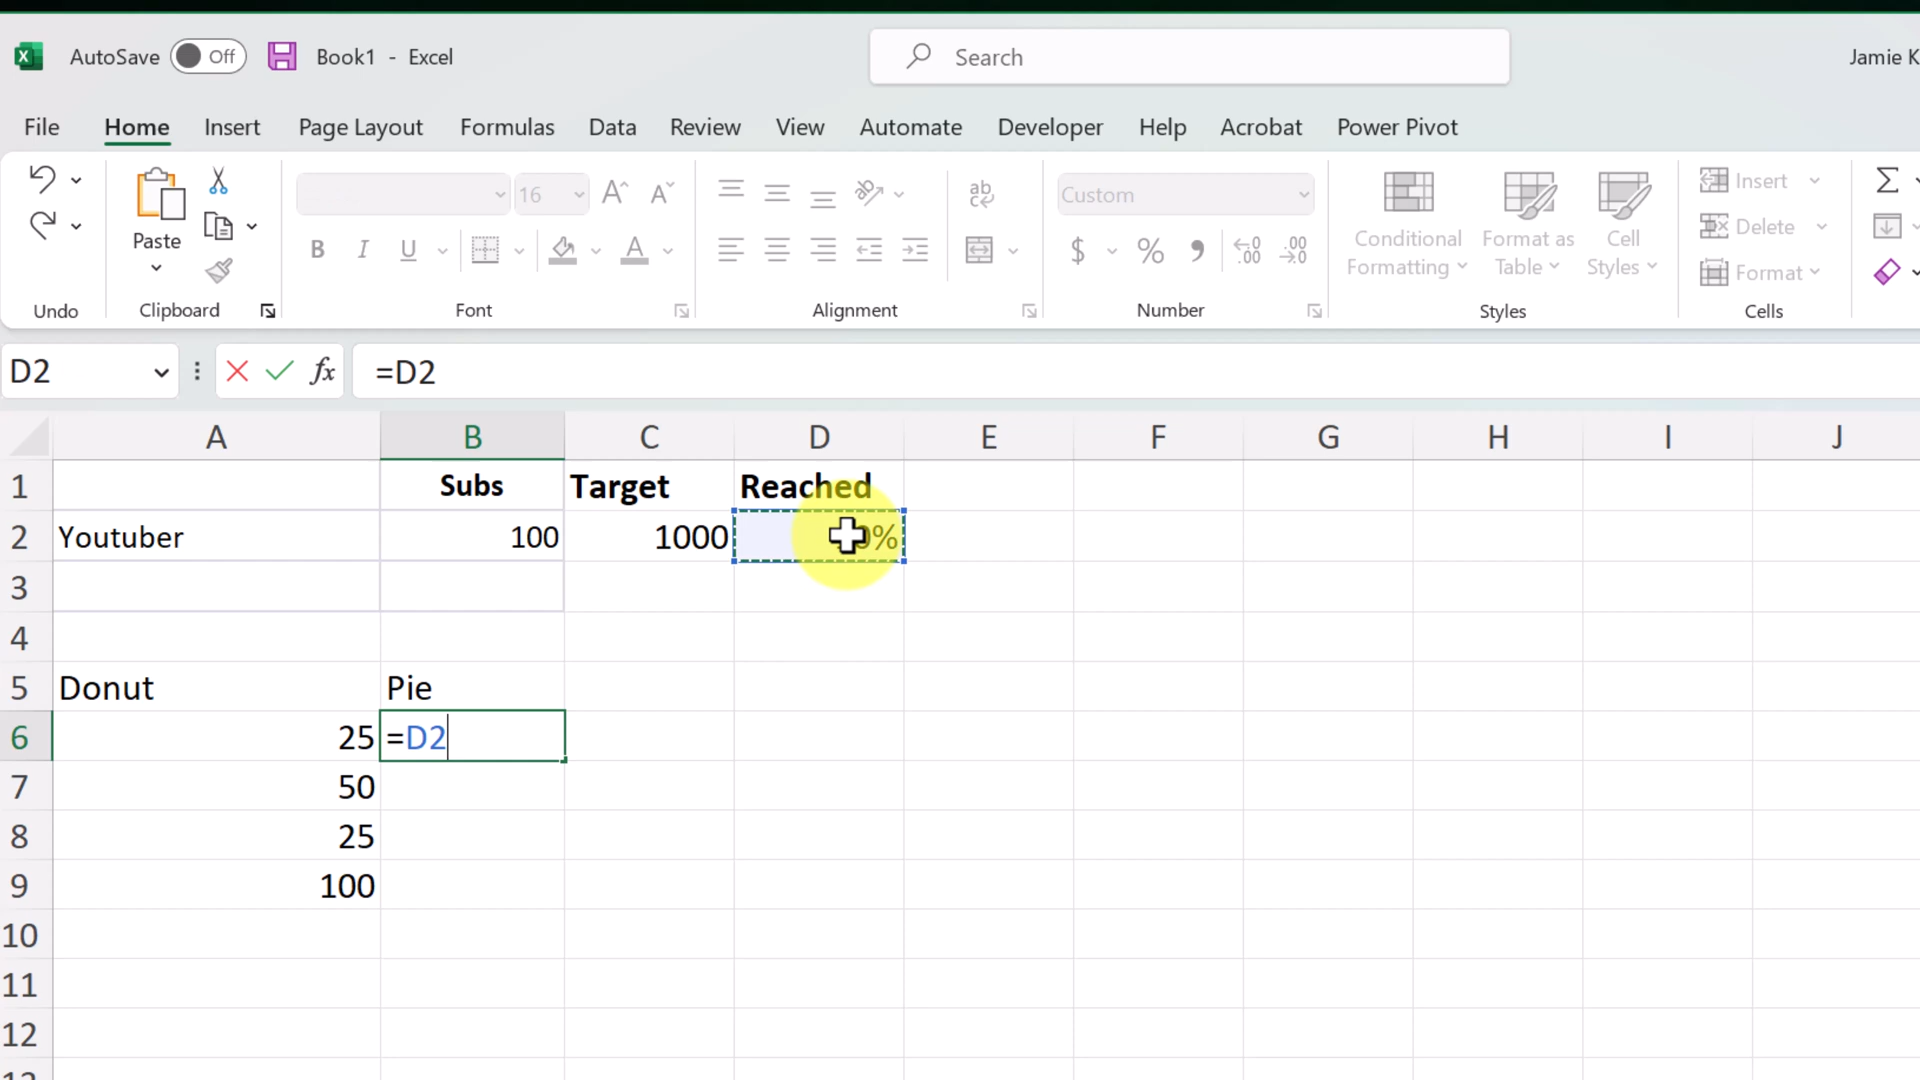 AutoSave Off Book1 - Excel Search Jamie K
File Home Insert Page Layout Formulas Data Review View Automate Developer Help Acrobat Power Pivot
Paste 16 Custom Conditional Formatting Format as Table Cell Styles Insert Delete Format
Undo Clipboard Font Alignment Number Styles Cells
D2 fx =D2
A B C D E F G H I J
1 Subs Target Reached
2 Youtuber 100 1000
3
4
5 Donut Pie
6 25 =D2
7 50
8 25
9 100
10
11
12